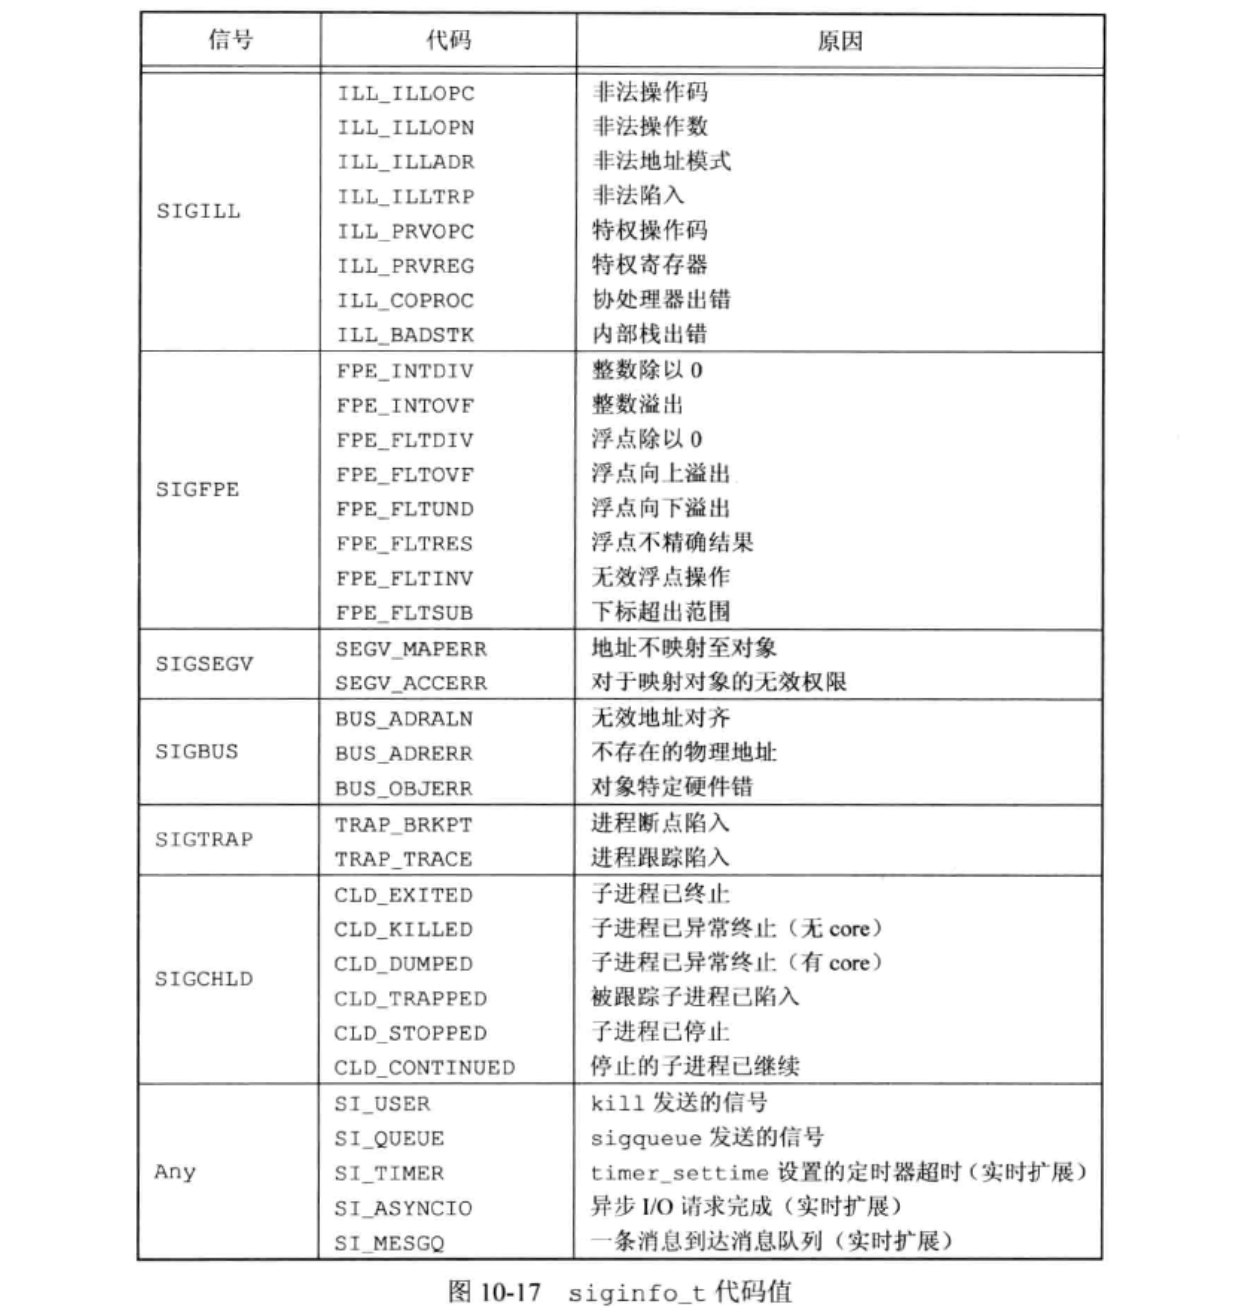 信号 代码 原因
ILL_ILLOPC 非法操作码
ILL_ILLOPN 非法操作数
ILL_ILLADR 非法地址模式
ILL_ILLTRP 非法陷入
SIGILL
ILL_PRVOPC 特权操作码
ILL_PRVREG 特权寄存器
ILL_COPROC 协处理器出错
ILL_BADSTK 内部栈出错
FPE_INTDIV 整数除以 0
FPE_INTOVF 整数溢出
FPE_FLTDIV 浮点除以 0
FPE_FLTOVF 浮点向上溢出
SIGFPE
FPE_FLTUND 浮点向下溢出
FPE_FLTRES 浮点不精确结果
FPE_FLTINV 无效浮点操作
FPE_FLTSUB 下标超出范围
SIGSEGV
SEGV_MAPERR 地址不映射至对象
SEGV_ACCERR 对于映射对象的无效权限
BUS_ADRALN 无效地址对齐
SIGBUS BUS_ADRERR 不存在的物理地址
BUS_OBJERR 对象特定硬件错
SIGTRAP
TRAP_BRKPT 进程断点陷入
TRAP_TRACE 进程跟踪陷入
CLD_EXITED 子进程已终止
CLD_KILLED 子进程已异常终止（无 core）
CLD_DUMPED 子进程已异常终止（有 core）
SIGCHLD
CLD_TRAPPED 被跟踪子进程已陷入
CLD_STOPPED 子进程已停止
CLD_CONTINUED 停止的子进程已继续
SI_USER kill 发送的信号
SI_QUEUE sigqueue 发送的信号
Any SI_TIMER timer_settime 设置的定时器超时（实时扩展）
SI_ASYNCIO 异步 I/O 请求完成（实时扩展）
SI_MESGQ 一条消息到达消息队列（实时扩展）
图 10-17 siginfo_t 代码值